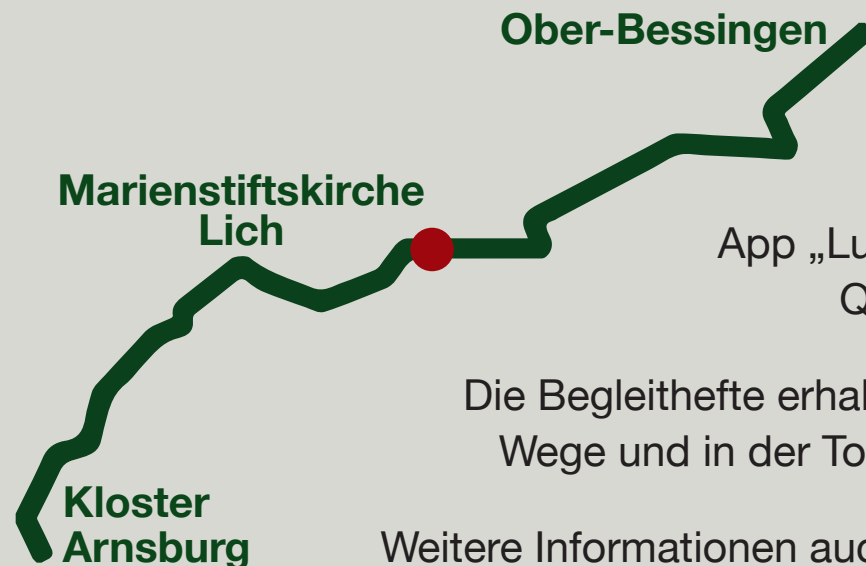 Ober-Bessingen
Marienstiftskirche
Lich
App „Lu
Q
Die Begleithefte erhal
Wege und in der To
Kloster
Arnsburg
Weitere Informationen auc